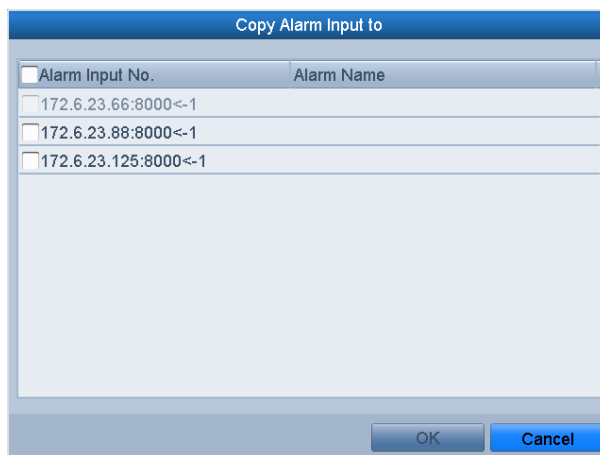 Copy Alarm Input to
Alarm Input No. Alarm Name
172.6.23.66:8000<-1
172.6.23.88:8000<-1
172.6.23.125:8000<-1
OK Cancel